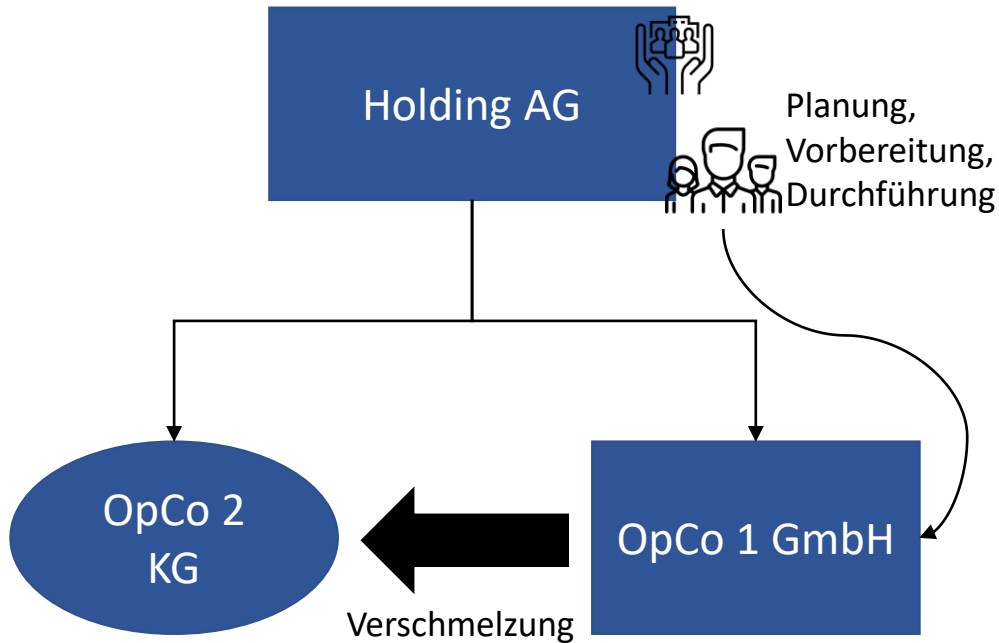 Holding AG
Planung,
Vorbereitung,
Durchführung
OpCo 2
KG
OpCo 1 GmbH
Verschmelzung